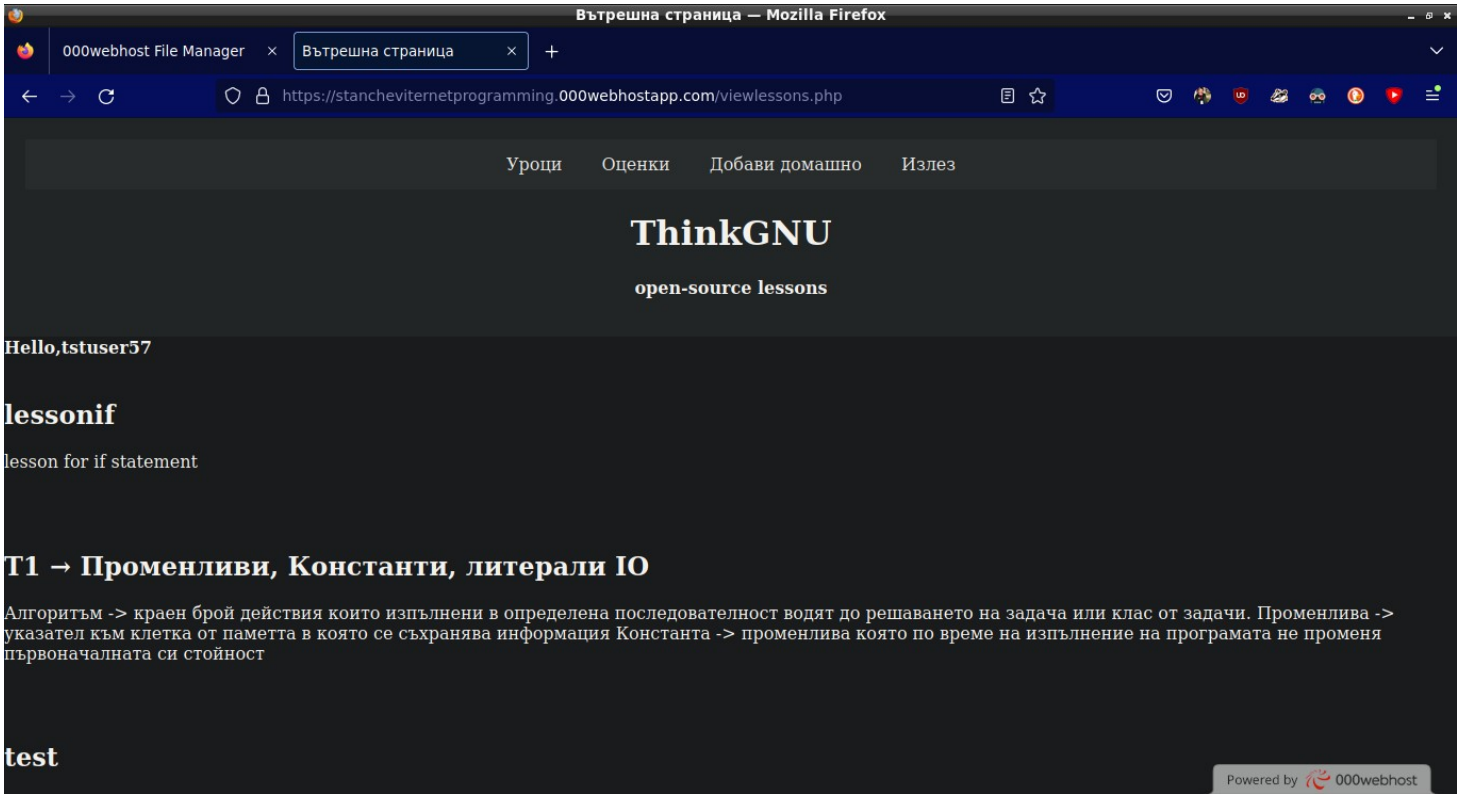 Вътрешна страница — Mozilla Firefox
000webhost File Manager
Вътрешна страница
https://stancheviternetprogramming.000webhostapp.com/viewlessons.php
Уроци Оценки Добави домашно Излез
ThinkGNU
open-source lessons
Hello,tstuser57
lessonif
lesson for if statement
T1 → Променливи, Константи, литерали IO
Алгоритъм -> краен брой действия които изпълнени в определена последователност водят до решаването на задача или клас от задачи. Променлива ->
указател към клетка от паметта в която се съхранява информация Константа -> променлива която по време на изпълнение на програмата не променя
първоначалната си стойност
test
Powered by 000webhost